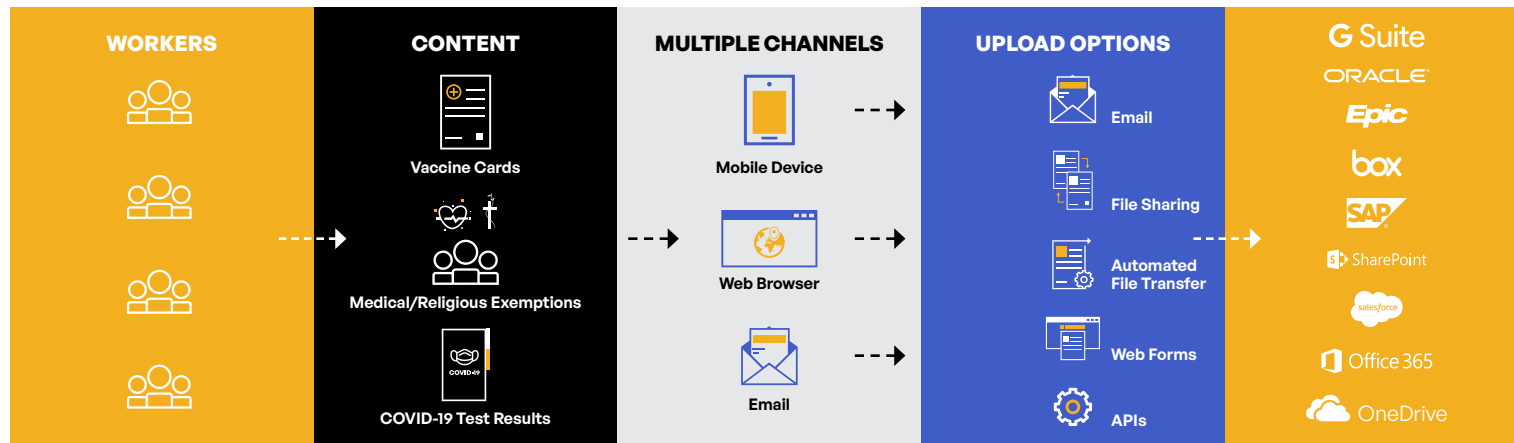 WORKERS
CONTENT
Vaccine Cards
Medical/Religious Exemptions
COVID-19
COVID-19 Test Results
MULTIPLE CHANNELS
Mobile Device
Web Browser
Email
UPLOAD OPTIONS
Email
File Sharing
Automated
File Transfer
Web Forms
APIs
G Suite
ORACLE
Epic
box
SAP
S SharePoint
salesforce
Office 365
OneDrive